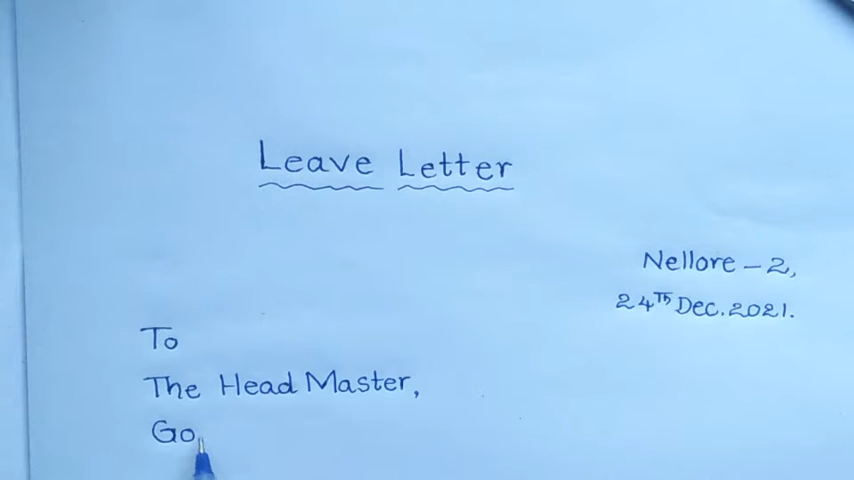 Leave Letter
Nellore – 2,
24Th Dec. 2021.
To
The Head Master,
Go